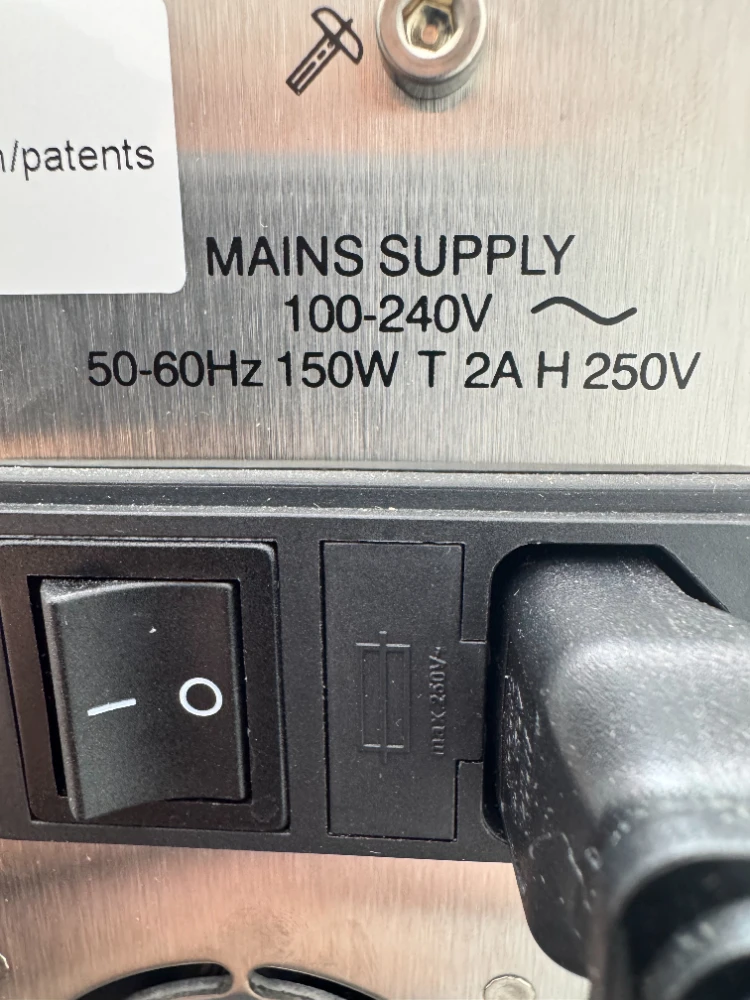 /patents
MAINS SUPPLY
100-240V ~
50-60Hz 150W T 2A H 250V
I O
max.250V~